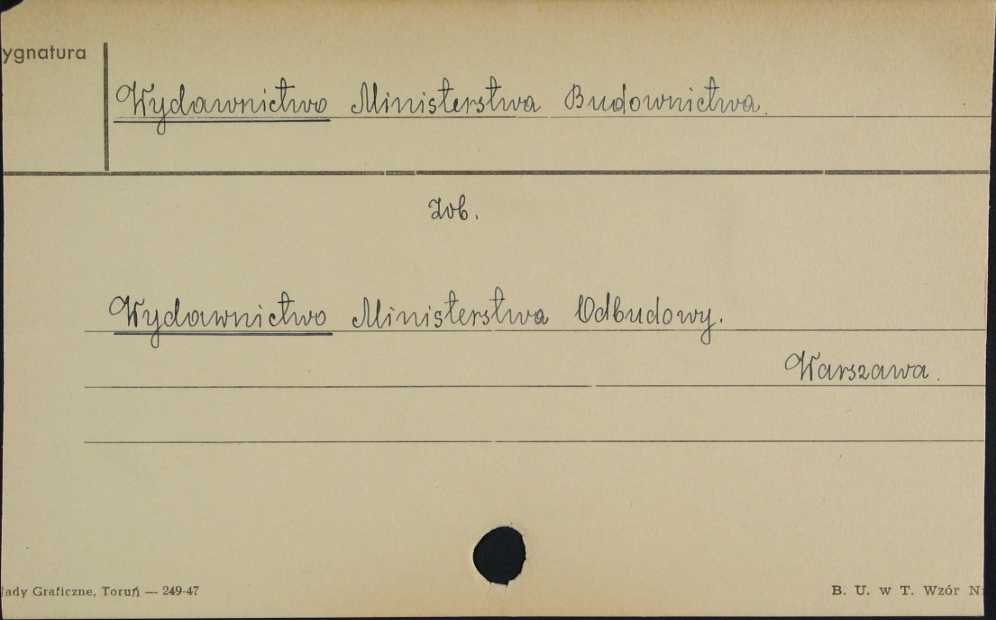 ygnatura
Wydawnictwo Ministerstwa Budownictwa.
Zob.
Wydawnictwo Ministerstwa Odbudowy.
Warszawa.
łady Graficzne, Toruń — 249-47
B. U. w T. Wzór N